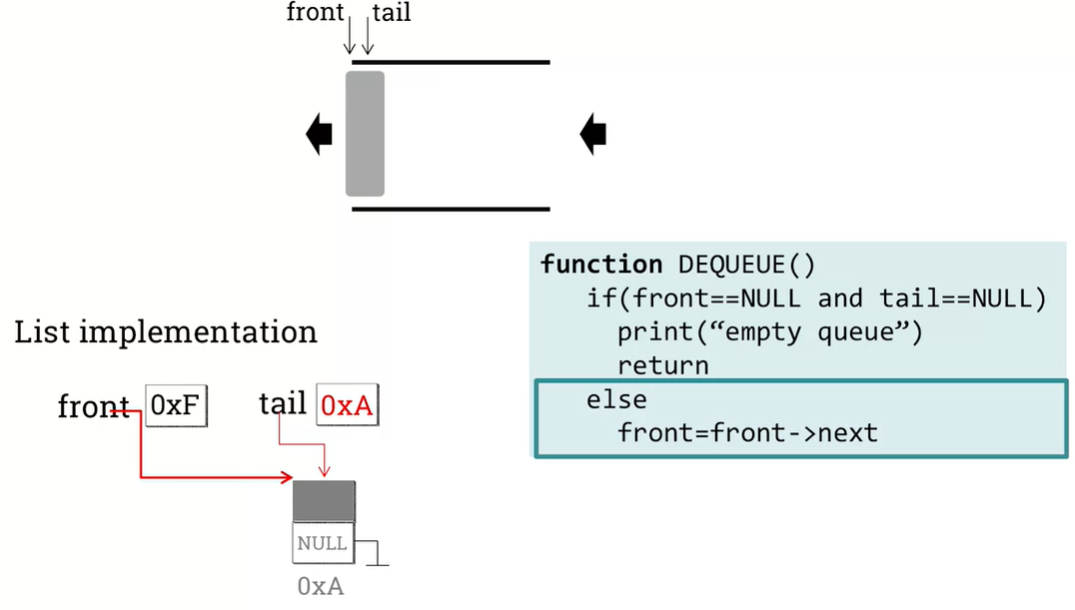 front tail
function DEQUEUE()
if(front==NULL and tail==NULL)
print(“empty queue”)
return
else
front=front->next
List implementation
front 0xF tail 0xA
NULL
0xA